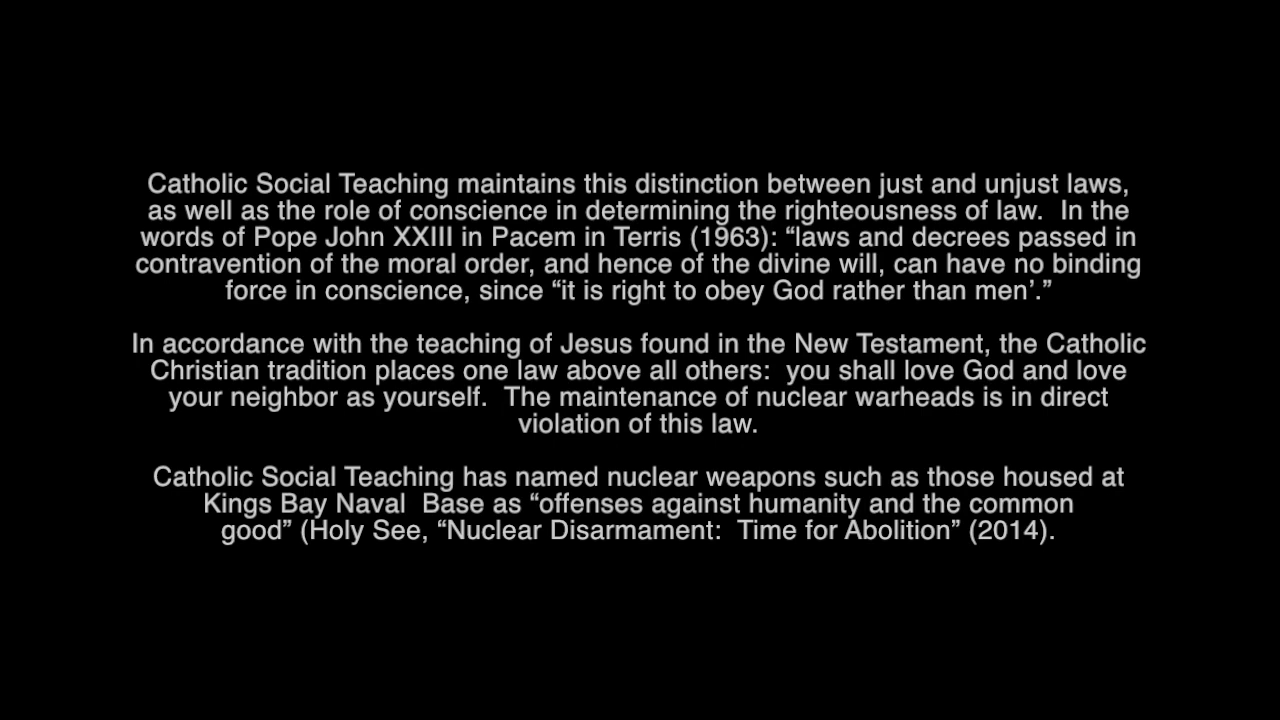 Catholic Social Teaching maintains this distinction between just and unjust laws,
as well as the role of conscience in determining the righteousness of law.  In the
words of Pope John XXIII in Pacem in Terris (1963): “laws and decrees passed in
contravention of the moral order, and hence of the divine will, can have no binding
force in conscience, since “it is right to obey God rather than men’.”
In accordance with the teaching of Jesus found in the New Testament, the Catholic
Christian tradition places one law above all others:  you shall love God and love
your neighbor as yourself.  The maintenance of nuclear warheads is in direct
violation of this law.
Catholic Social Teaching has named nuclear weapons such as those housed at
Kings Bay Naval  Base as “offenses against humanity and the common
good” (Holy See, “Nuclear Disarmament:  Time for Abolition” (2014).